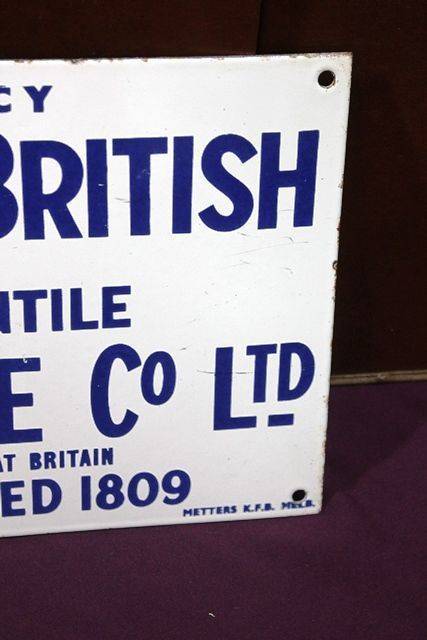 CY
BRITISH
NTILE
E Co LTD
AT BRITAIN
ED 1809
METTERS K.F.B. MELB.